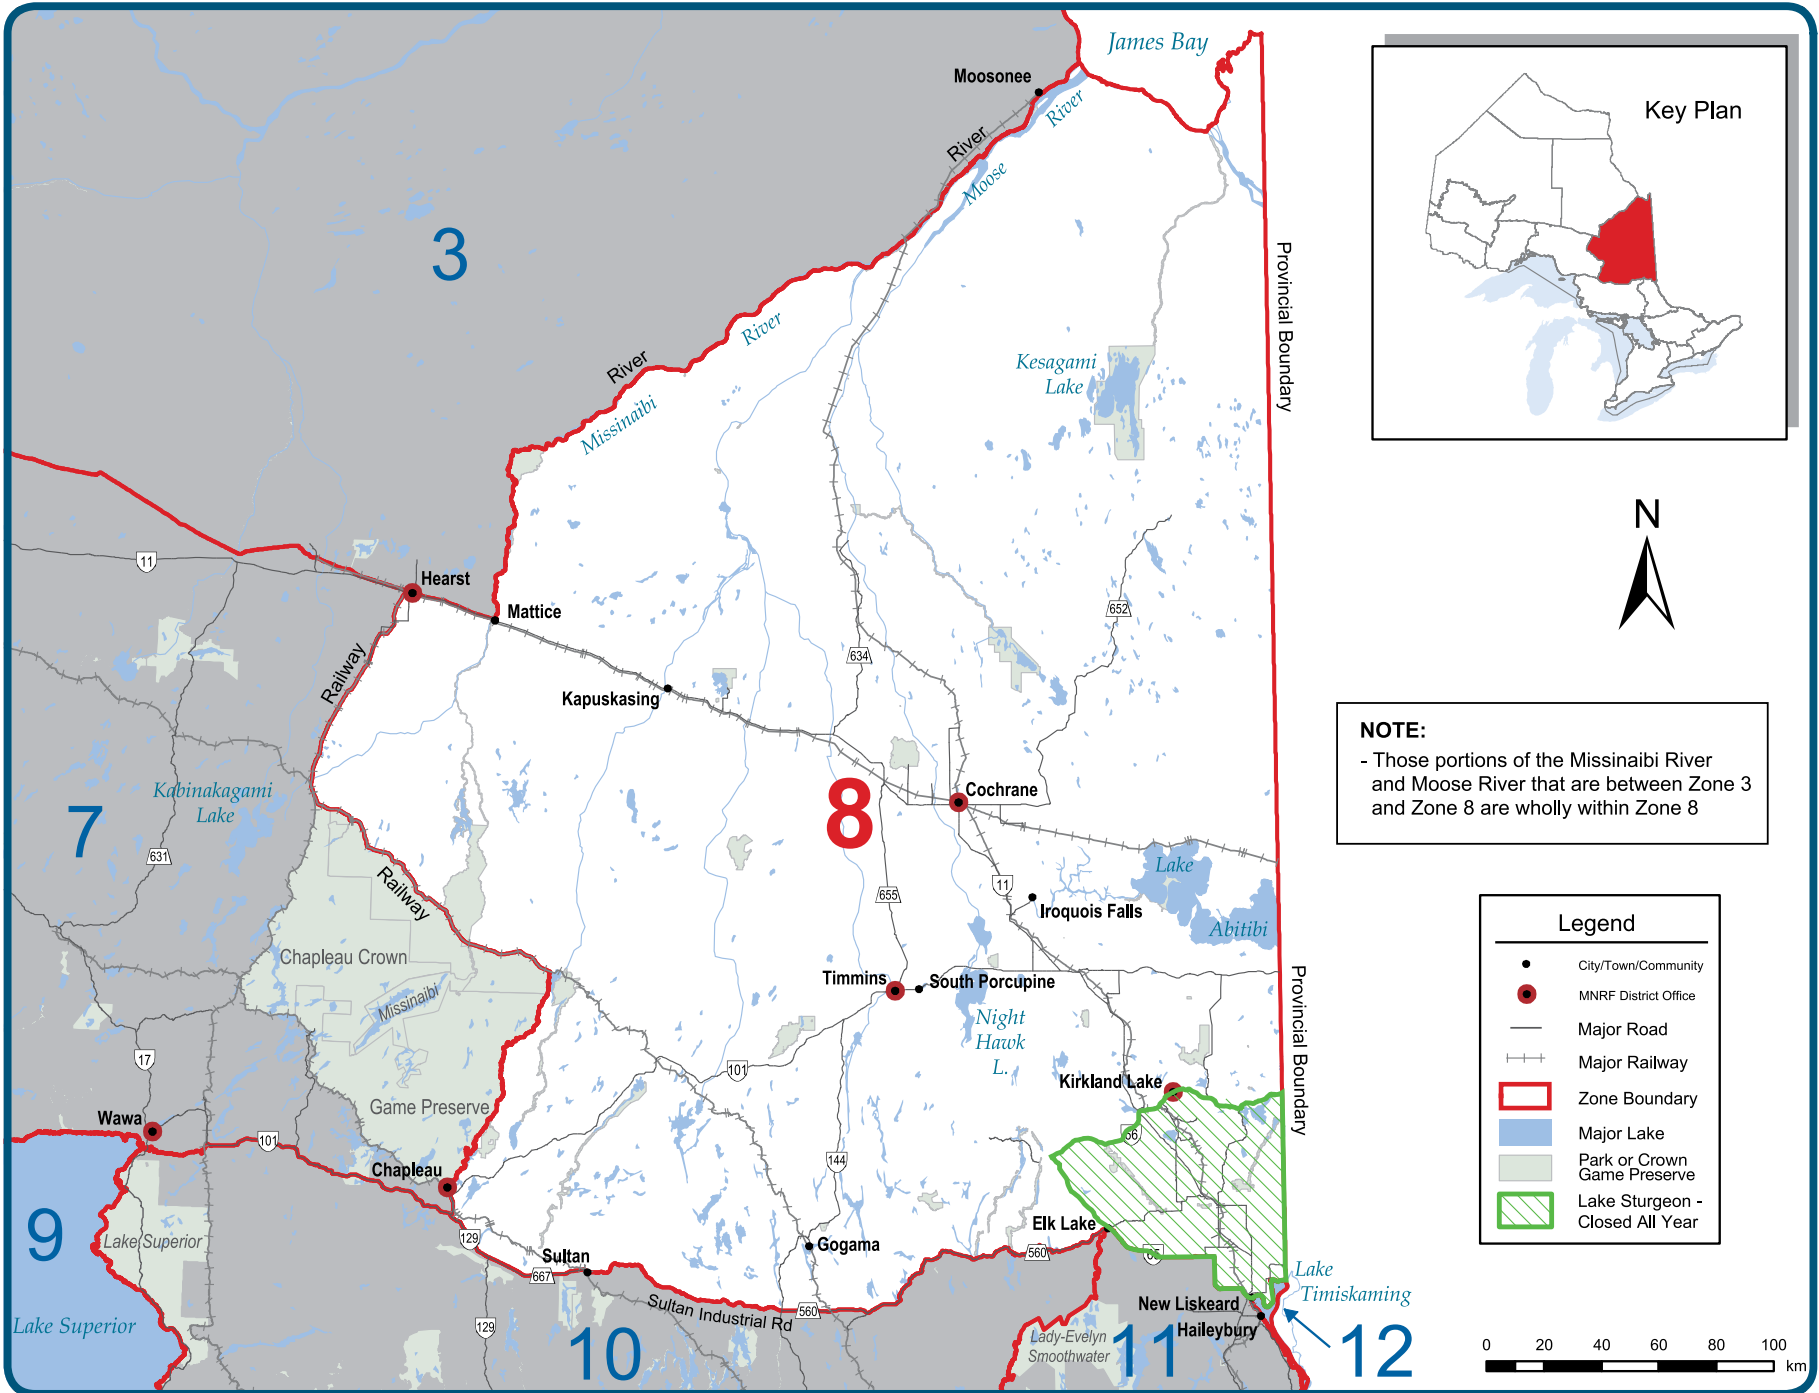 James Bay
Moosonee
River
River
Moose
3
Key Plan
Provincial Boundary
River
River
Missinaibi
Kesagami
Lake
N
11
Hearst
Mattice
652
634
Railway
Kapuskasing
NOTE:
- Those portions of the Missinaibi River
and Moose River that are between Zone 3
and Zone 8 are wholly within Zone 8
Kabinakagami
Lake
7
8
Cochrane
631
Railway
655
11
Lake
Abitibi
Iroquois Falls
Chapleau Crown
Missinaibi
Game Preserve
Timmins
South Porcupine
Night
Hawk
L.
Provincial Boundary
Legend
City/Town/Community
MNRF District Office
Major Road
Major Railway
Zone Boundary
Major Lake
Park or Crown
Game Preserve
Lake Sturgeon -
Closed All Year
17
101
Kirkland Lake
Wawa
101
66
Chapleau
144
9
Lake Superior
129
Elk Lake
560
65
Gogama
Sultan
667
Lake
Timiskaming
Sultan Industrial Rd
560
New Liskeard
Haileybury
Lake Superior
129
10
Lady-Evelyn
Smoothwater
11
12
0 20 40 60 80 100
km